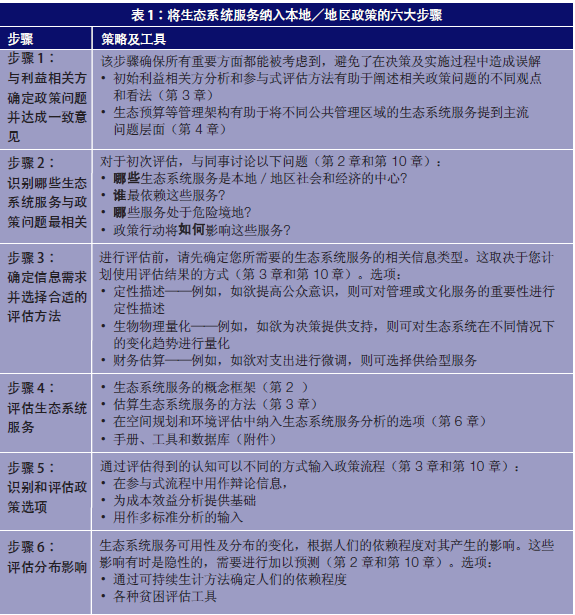 表1：将生态系统服务纳入本地／地区政策的六大步骤
步骤
策略及工具
步骤1：
与利益相关方
确定政策问题
并达成一致意
见
该步骤确保所有重要方面都能被考虑到，避免了在决策及实施过程中造成误解
• 初始利益相关方分析和参与式评估方法有助于阐述相关政策问题的不同观点
和看法（第3章）
• 生态预算等管理架构有助于将不同公共管理区域的生态系统服务提到主流
问题层面（第4章）
步骤2：
识别哪些生态
系统服务与政
策问题最相关
对于初次评估，与同事讨论以下问题（第2章和第10章）：
• 哪些生态系统服务是本地/地区社会和经济的中心?
• 谁最依赖这些服务?
• 哪些服务处于危险境地?
• 政策行动将如何影响这些服务?
步骤3：
确定信息需求
并选择合适的
评估方法
进行评估前，请先确定您所需要的生态系统服务的相关信息类型。这取决于您计
划使用评估结果的方式（第3章和第10章）。选项：
• 定性描述——例如，如欲提高公众意识，则可对管理或文化服务的重要性进行
定性描述
• 生物物理量化——例如，如欲为决策提供支持，则可对生态系统在不同情况下
的变化趋势进行量化
• 财务估算——例如，如欲对支出进行微调，则可选择供给型服务
步骤4：
评估生态系统
服务
• 生态系统服务的概念框架（第2 ）
• 估算生态系统服务的方法（第3章）
• 在空间规划和环境评估中纳入生态系统服务分析的选项（第6章）
• 手册、工具和数据库（附件）
步骤5：
识别和评估政
策选项
通过评估得到的认知可以不同的方式输入政策流程（第3章和第10章）：
• 在参与式流程中用作辩论信息，
• 为成本效益分析提供基础
• 用作多标准分析的输入
步骤6：
评估分布影响
生态系统服务可用性及分布的变化，根据人们的依赖程度对其产生的影响。这些
影响有时是隐性的，需要进行加以预测（第2章和第10章）。选项：
• 通过可持续生计方法确定人们的依赖程度
• 各种贫困评估工具